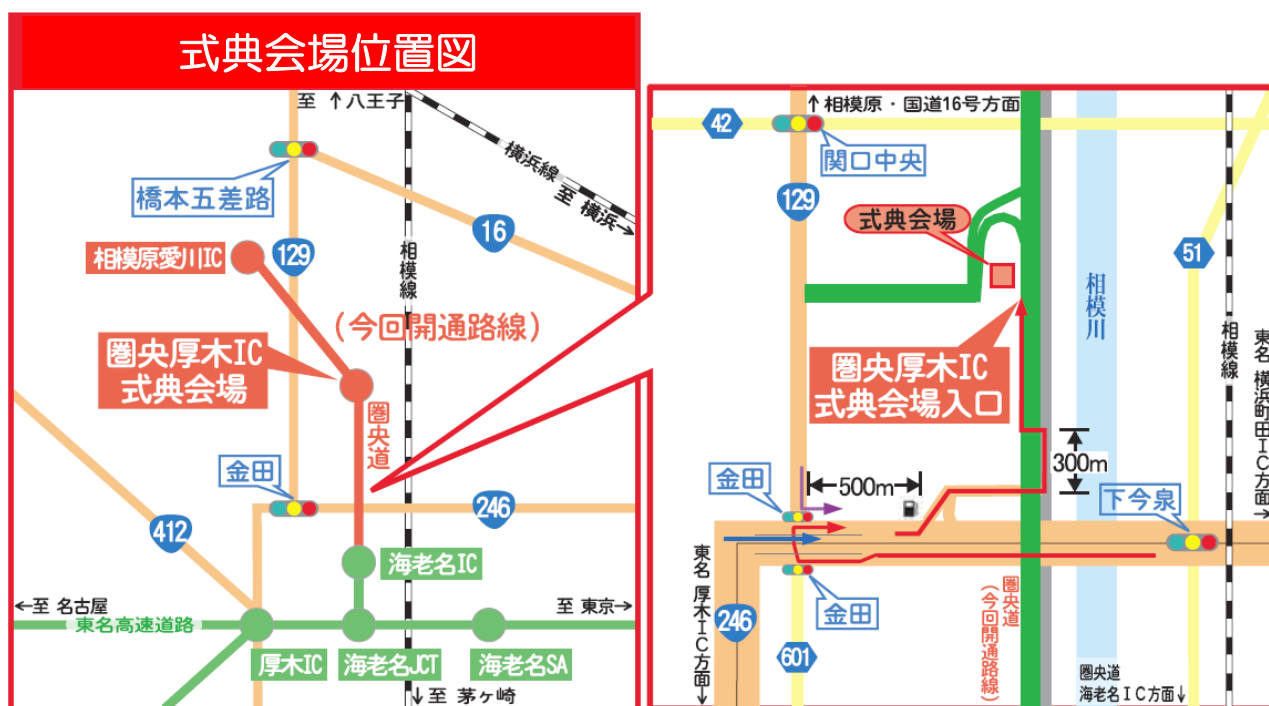 式典会場位置図
至 ↑八王子
横浜線
至 横浜→
橋本五差路
129
16
相模原愛川IC
相模線
(今回開通路線)
圏央厚木IC
式典会場
圏央道
金田
246
412
海老名IC
←至 名古屋
至 東京→
東名高速道路
厚木IC
海老名JCT
海老名SA
↓至 茅ヶ崎
↑相模原・国道16号方面
42
関口中央
129
式典会場
51
相模川
圏央厚木IC
式典会場入口
相模線
東名 横浜町田IC方面→
300m
金田
500m
下今泉
東名 厚木IC方面↓
金田
246
601
圏央道
(今回開通路線)
圏央道
海老名IC方面↓